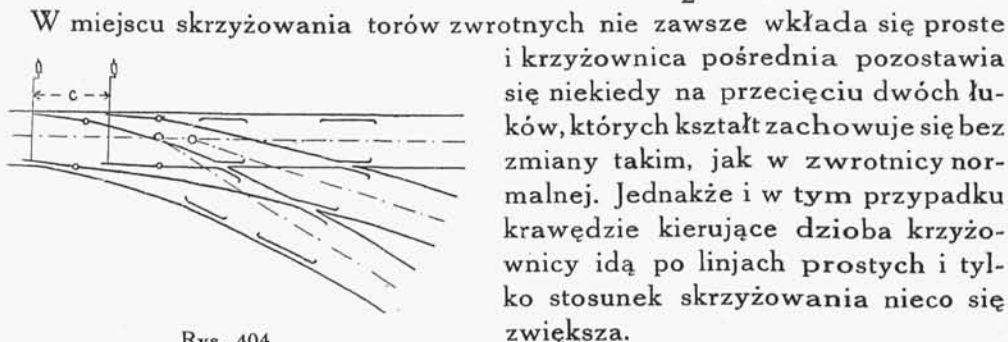 2
W miejscu skrzyżowania torów zwrotnych nie zawsze wkłada się proste
i krzyżownica pośrednia pozostawia
się niekiedy na przecięciu dwóch łu-
ków, których kształt zachowuje się bez
zmiany takim, jak w zwrotnicy nor-
malnej. Jednakże i w tym przypadku
krawędzie kierujące dzioba krzyżo-
wnicy idą po linjach prostych i tyl-
ko stosunek skrzyżowania nieco się
zwiększa.
c
Rys. 404